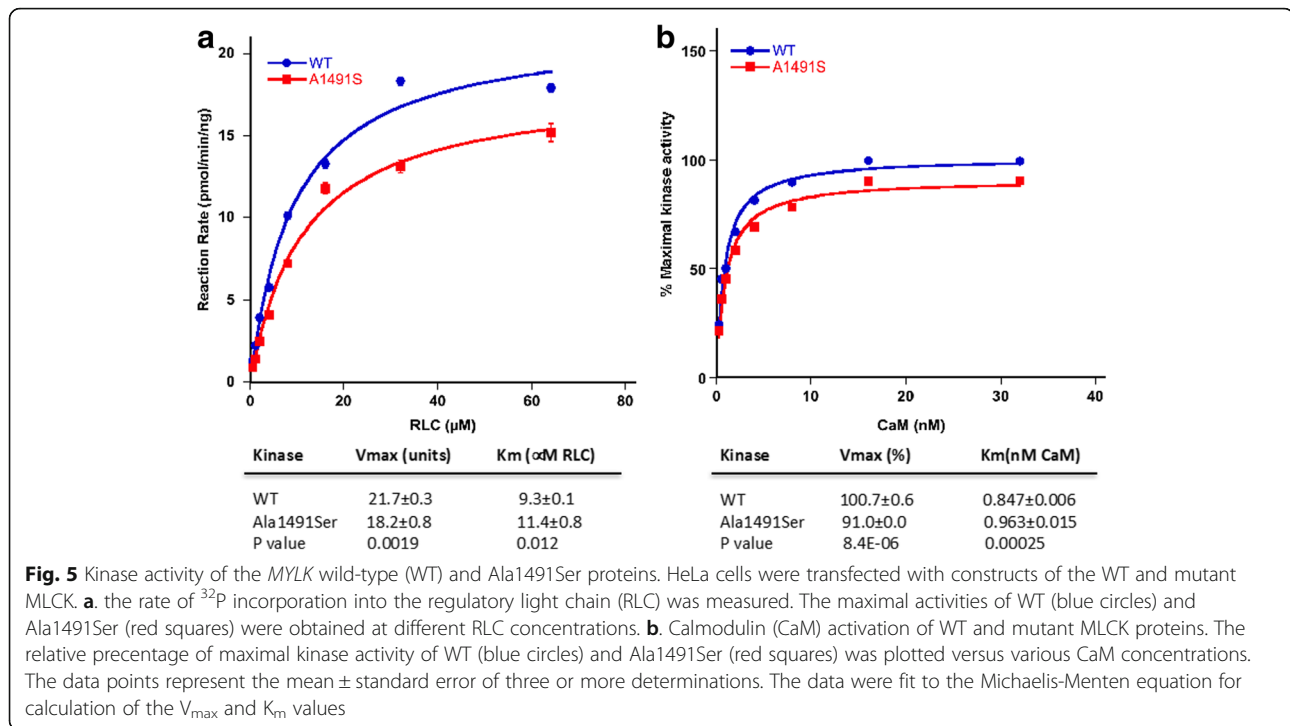 a
20
15
10
5
0
Reaction Rate (pmol/min/ng)
WT
A1491S
0 20 40 60 80
RLC (µM)
Kinase Vmax (units) Km (∝M RLC)
WT 21.7±0.3 9.3±0.1
Ala1491Ser 18.2±0.8 11.4±0.8
P value 0.0019 0.012
b
150
100
50
0
% Maximal kinase activity
WT
A1491S
0 10 20 30 40
CaM (nM)
Kinase Vmax (%) Km(nM CaM)
WT 100.7±0.6 0.847±0.006
Ala1491Ser 91.0±0.0 0.963±0.015
P value 8.4E-06 0.00025
Fig. 5 Kinase activity of the MYLK wild-type (WT) and Ala1491Ser proteins. HeLa cells were transfected with constructs of the WT and mutant
MLCK. a. the rate of ³²P incorporation into the regulatory light chain (RLC) was measured. The maximal activities of WT (blue circles) and
Ala1491Ser (red squares) were obtained at different RLC concentrations. b. Calmodulin (CaM) activation of WT and mutant MLCK proteins. The
relative precentage of maximal kinase activity of WT (blue circles) and Ala1491Ser (red squares) was plotted versus various CaM concentrations.
The data points represent the mean ± standard error of three or more determinations. The data were fit to the Michaelis-Menten equation for
calculation of the Vmax and Km values